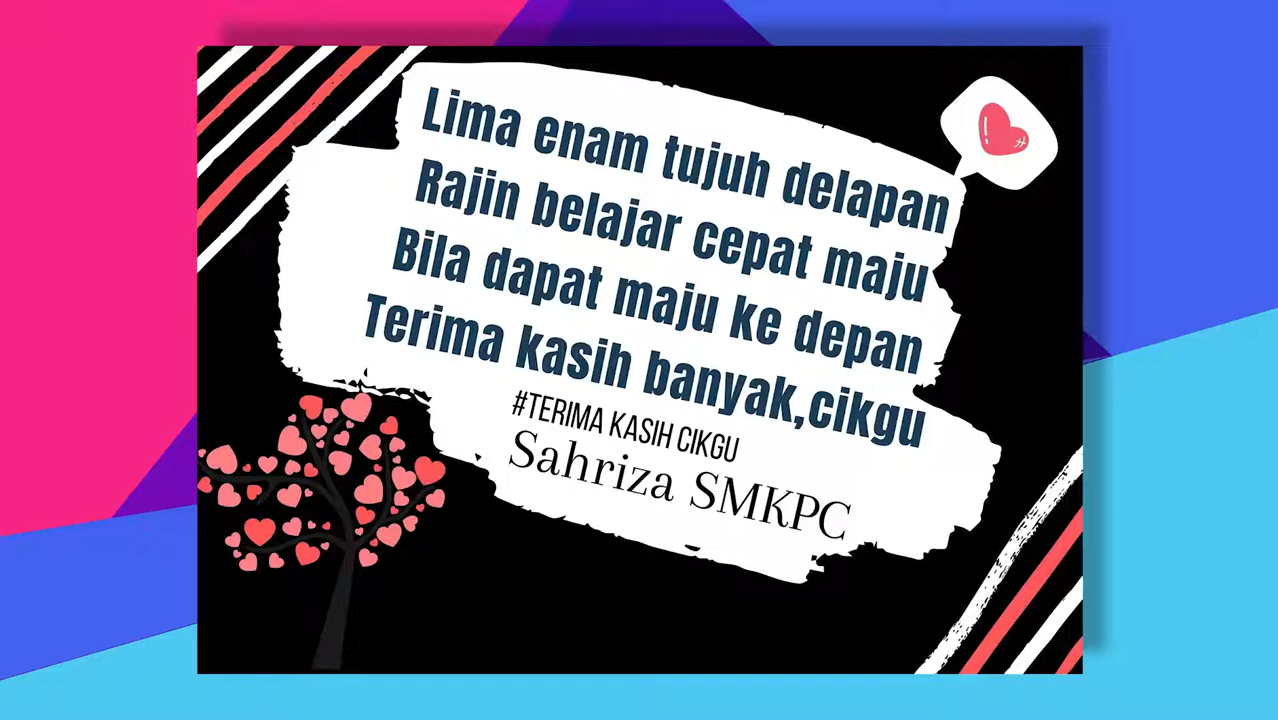 Lima enam tujuh delapan
Rajin belajar cepat maju
Bila dapat maju ke depan
Terima kasih banyak,cikgu
#TERIMA KASIH CIKGU
Sahriza SMKPC